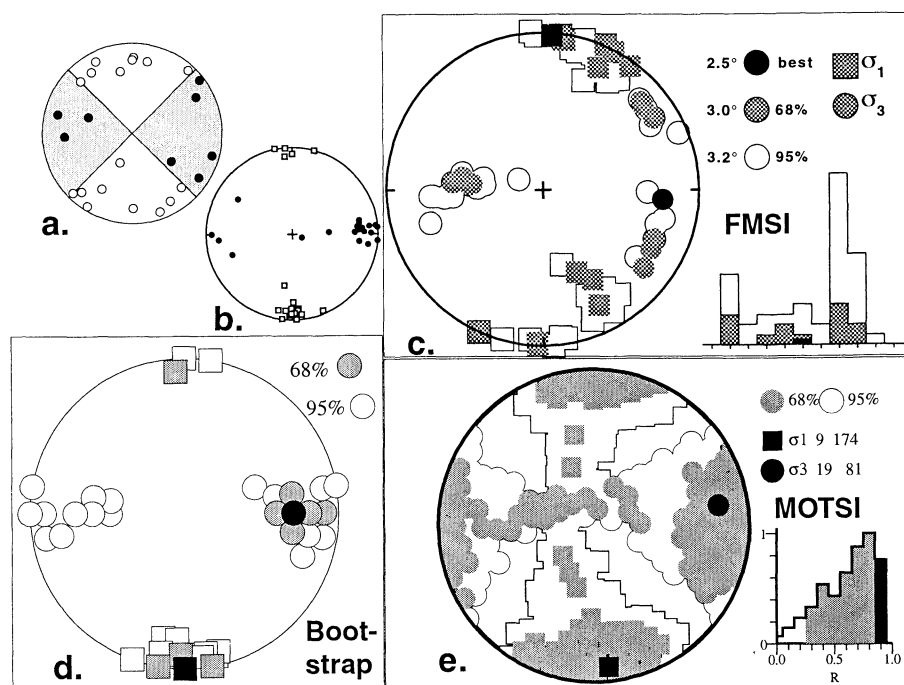 a.
b.
c.
2.5° best σ1
3.0° 68% σ3
3.2° 95%
FMSI
d.
68%
95%
Boot-
strap
e.
68% 95%
σ1 9 174
σ3 19 81
MOTSI
1
0
0.0 0.5 1.0
R